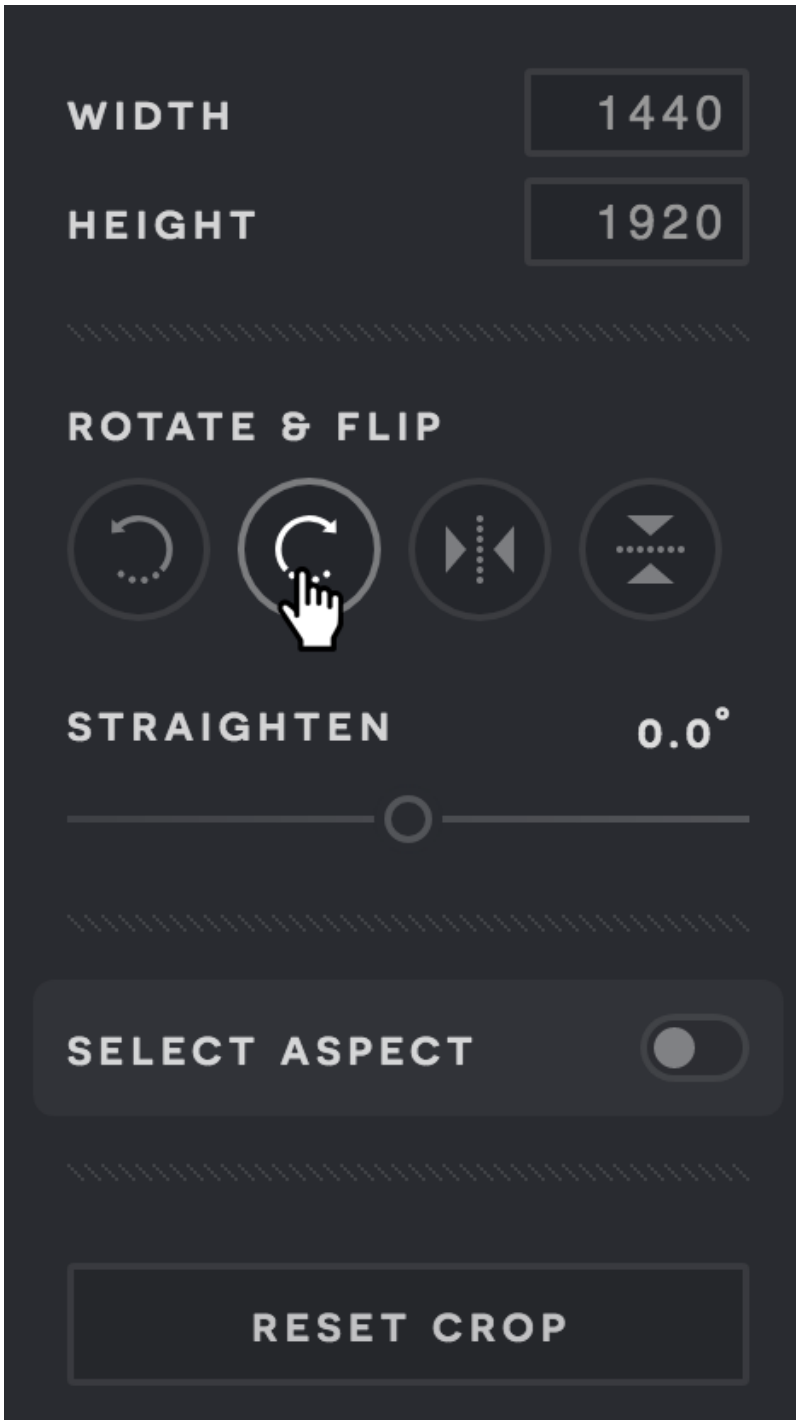 WIDTH 1440
HEIGHT 1920
ROTATE & FLIP
STRAIGHTEN 0.0°
SELECT ASPECT
RESET CROP